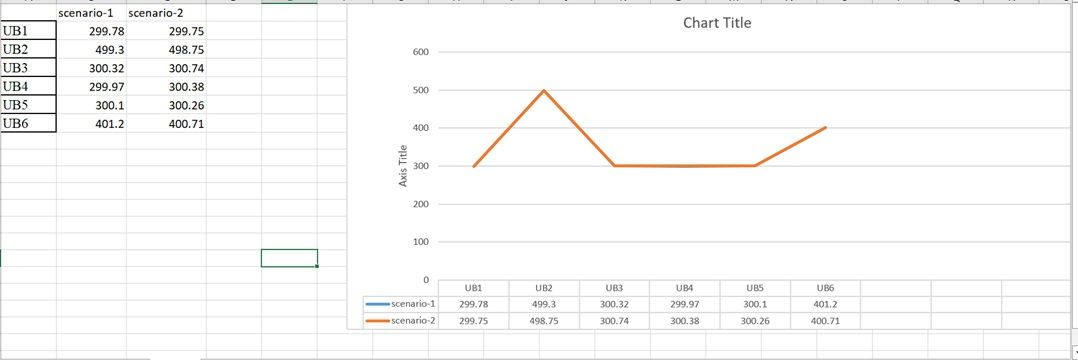 scenario-1 scenario-2
UB1 299.78 299.75
UB2 499.3 498.75
UB3 300.32 300.74
UB4 299.97 300.38
UB5 300.1 300.26
UB6 401.2 400.71
Chart Title
Axis Title
600
500
400
300
200
100
0
UB1 UB2 UB3 UB4 UB5 UB6
scenario-1 299.78 499.3 300.32 299.97 300.1 401.2
scenario-2 299.75 498.75 300.74 300.38 300.26 400.71